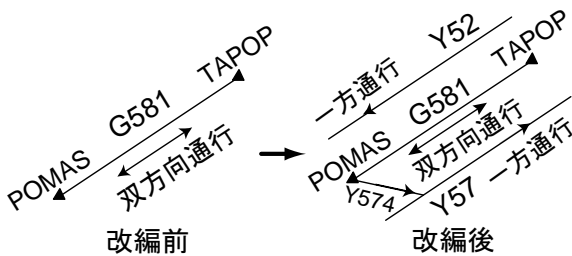 TAPOP
G581
POMAS
双方向通行
改編前
Y52
一方通行
TAPOP
G581
POMAS
双方向通行
Y574
Y57 一方通行
改編後